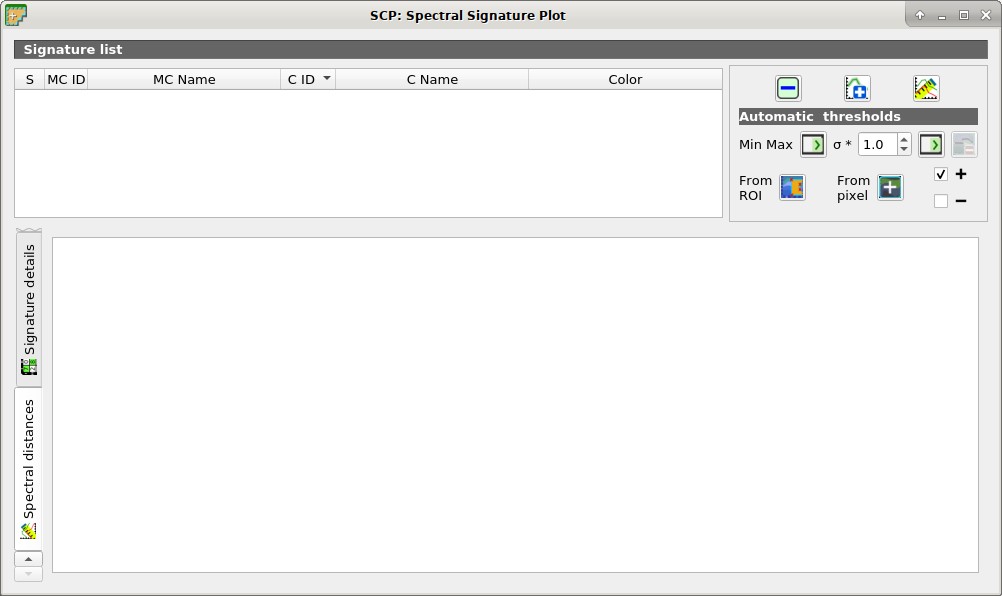 SCP: Spectral Signature Plot
Signature list
S MC ID MC Name C ID C Name Color
Automatic thresholds
Min Max σ * 1.0
From ROI From pixel + −
Signature details
Spectral distances